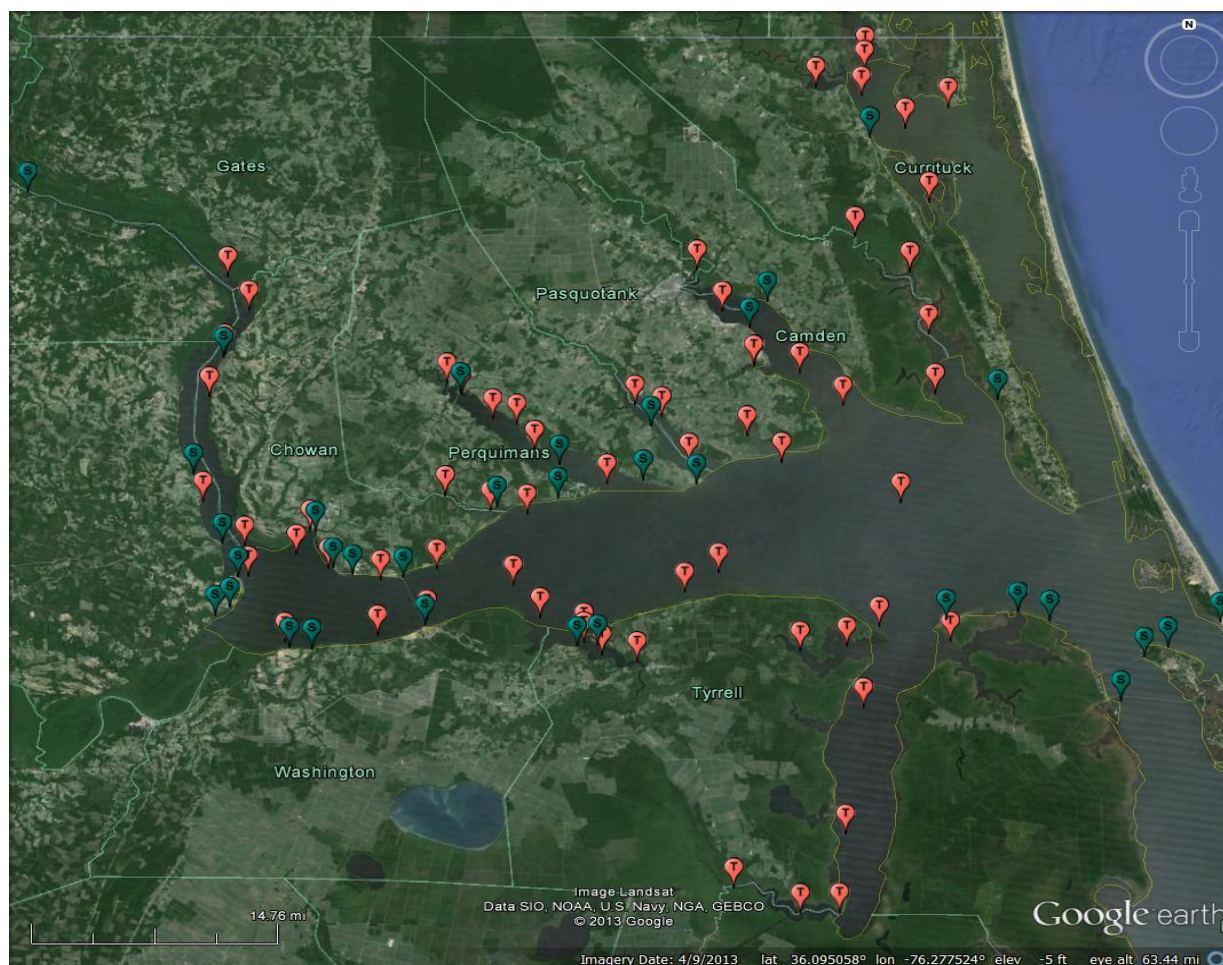 N
Gates
Currituck
Pasquotank
Camden
Chowan
Perquimans
Tyrrell
Washington
14.76 mi
Image Landsat
Data SIO, NOAA, U.S. Navy, NGA, GEBCO
© 2013 Google
Google earth
Imagery Date: 4/9/2013 lat 36.095058° lon -76.277524° elev -5 ft eye alt 63.44 mi